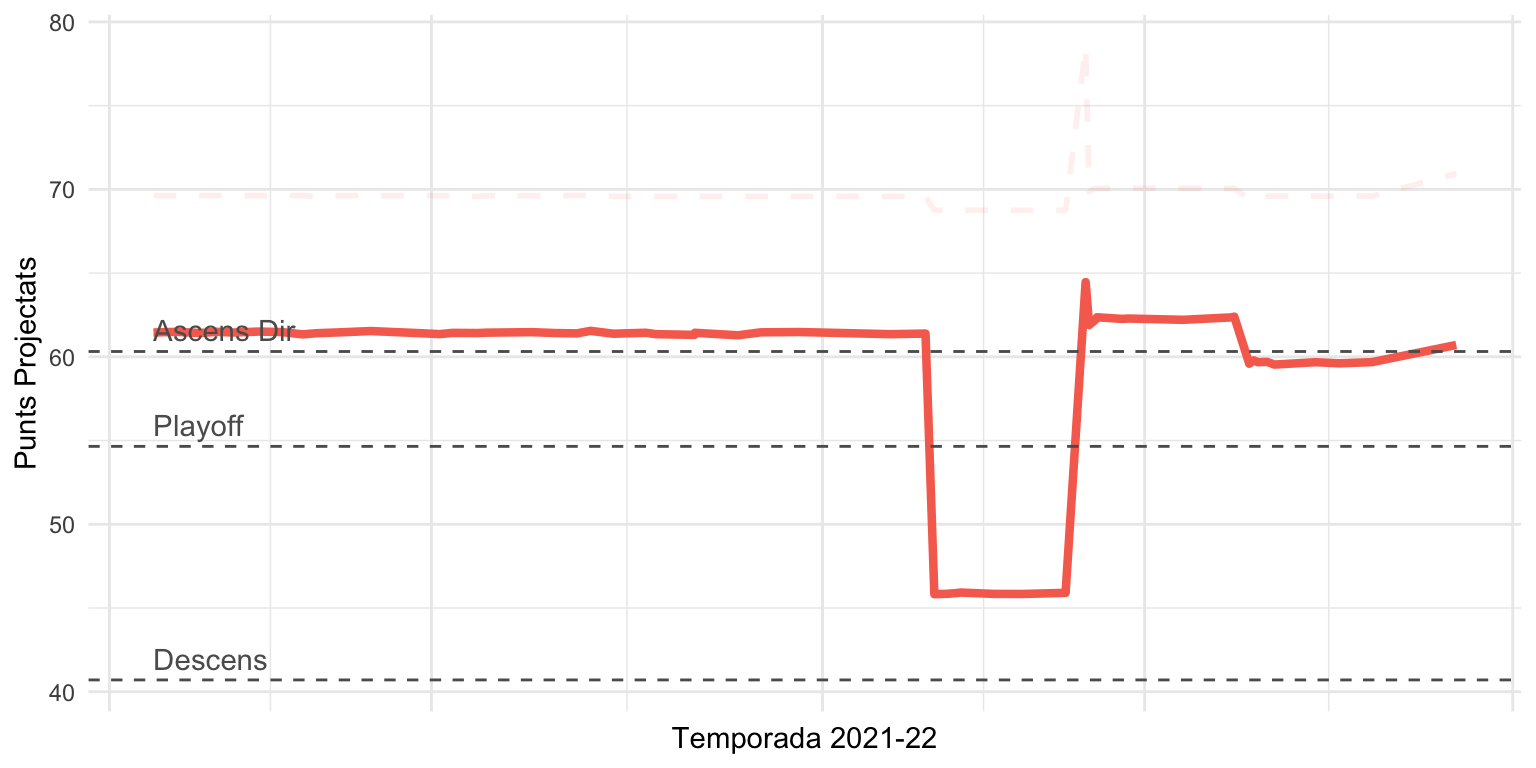 80
70
60
50
40
Punts Projectats
Ascens Dir
Playoff
Descens
Temporada 2021-22